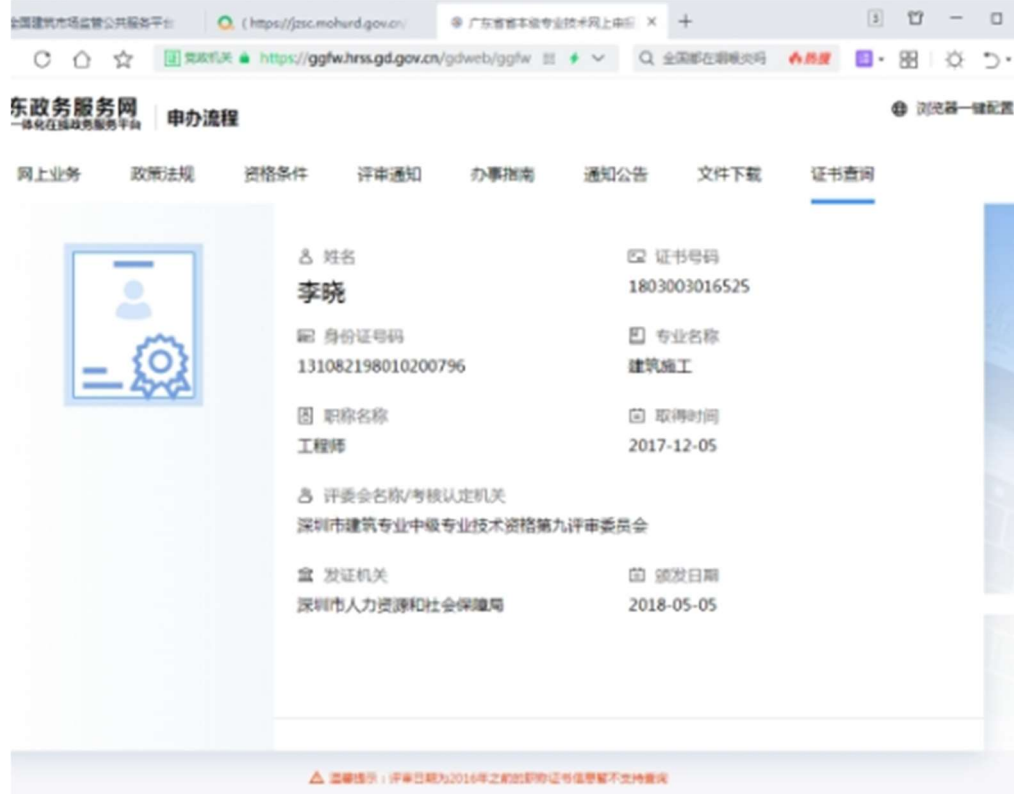 全国建筑市场监管公共服务平台
(https://jzsc.mohurd.gov.cn/
广东省省本级专业技术网上申报
3
党政机关 https://ggfw.hrss.gd.gov.cn/gdweb/ggfw
热搜
东政务服务网
申办流程
浏览器一键配置
网上业务 政策法规 资格条件 评审通知 办事指南 通知公告 文件下载 证书查询
姓名 证书号码
李晓 1803003016525
身份证号码 专业名称
131082198010200796 建筑施工
职称名称 取得时间
工程师 2017-12-05
评委会名称/考核认定机关
深圳市建筑专业中级专业技术资格第九评审委员会
发证机关 颁发日期
深圳市人力资源和社会保障局 2018-05-05
温馨提示:评审日期为2016年之前的职称证书信息暂不支持查询